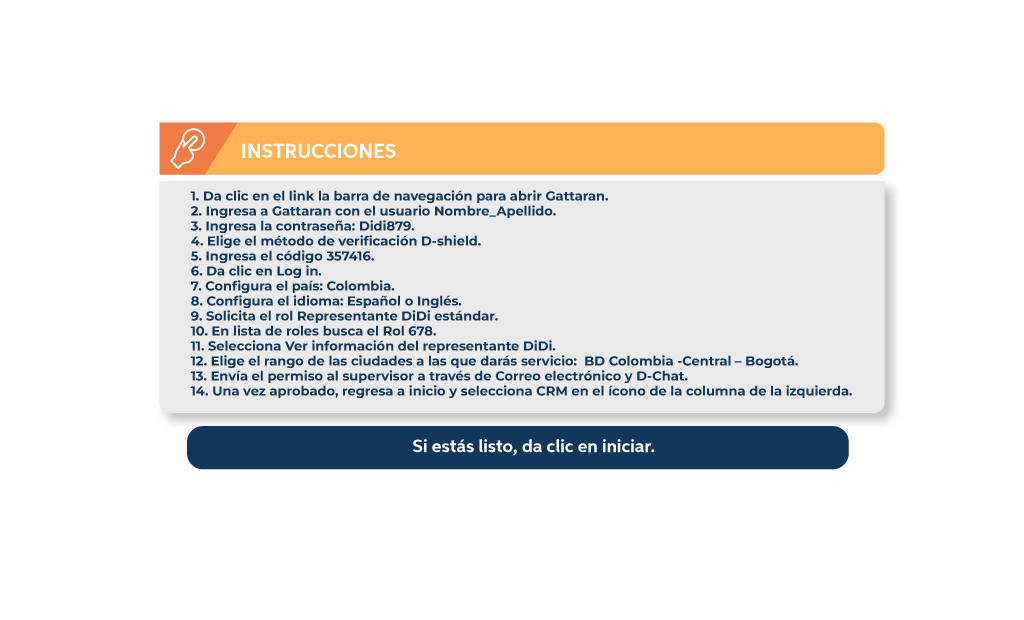 INSTRUCCIONES
1. Da clic en el link la barra de navegación para abrir Gattaran.
2. Ingresa a Gattaran con el usuario Nombre_Apellido.
3. Ingresa la contraseña: Didi879.
4. Elige el método de verificación D-shield.
5. Ingresa el código 357416.
6. Da clic en Log in.
7. Configura el país: Colombia.
8. Configura el idioma: Español o Inglés.
9. Solicita el rol Representante DiDi estándar.
10. En lista de roles busca el Rol 678.
11. Selecciona Ver información del representante DiDi.
12. Elige el rango de las ciudades a las que darás servicio:  BD Colombia -Central – Bogotá.
13. Envía el permiso al supervisor a través de Correo electrónico y D-Chat.
14. Una vez aprobado, regresa a inicio y selecciona CRM en el ícono de la columna de la izquierda.
Si estás listo, da clic en iniciar.